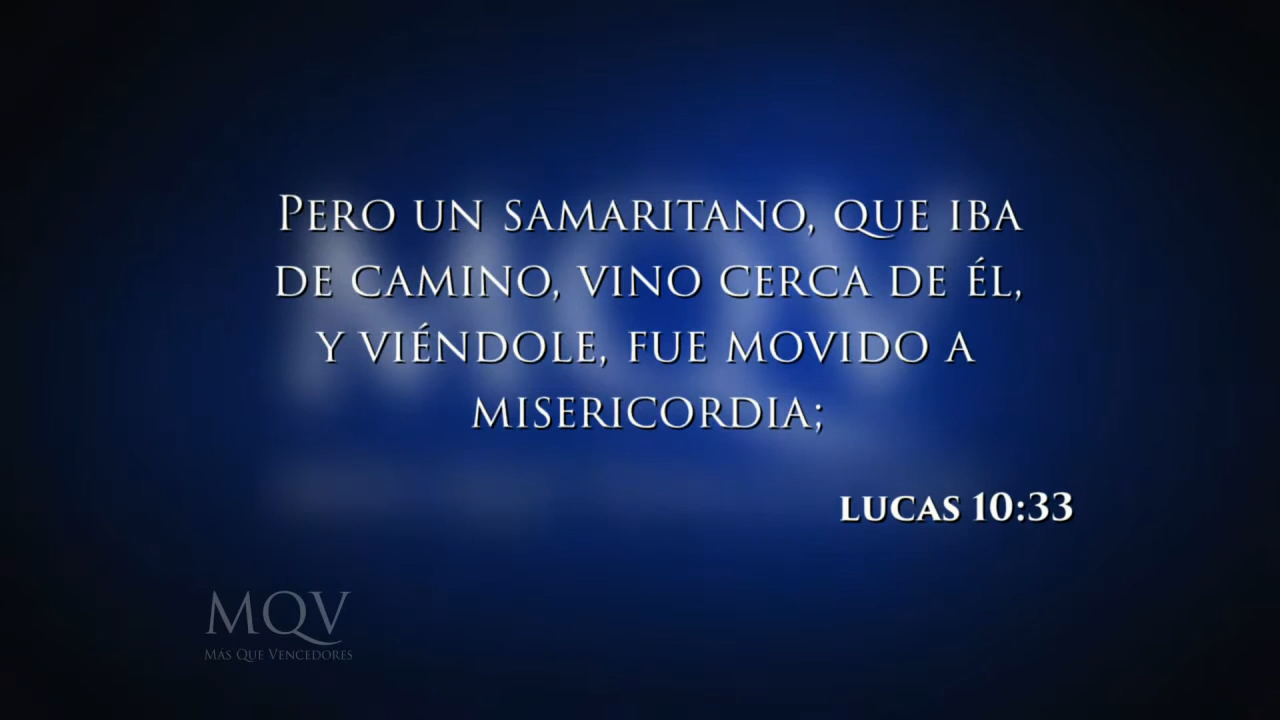 Pero un samaritano, que iba
de camino, vino cerca de él,
y viéndole, fue movido a
misericordia;
Lucas 10:33
MQV
Más Que Vencedores